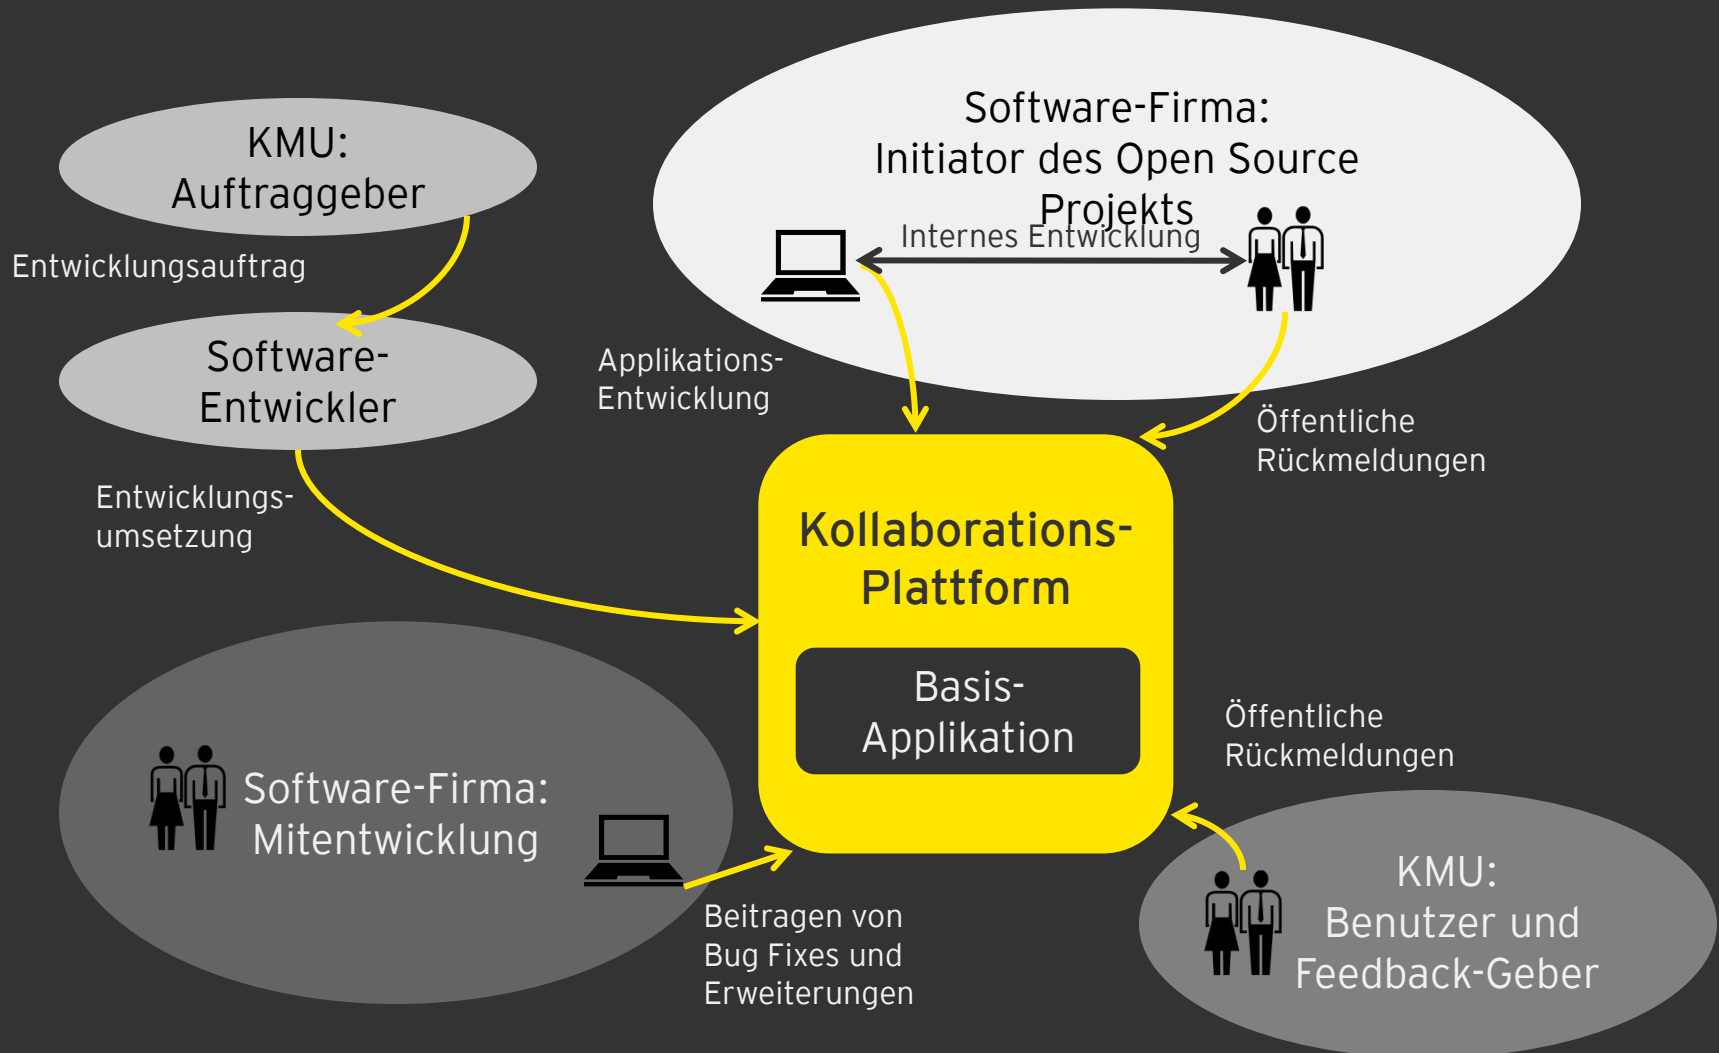 KMU:
Auftraggeber
Entwicklungsauftrag
Software-
Entwickler
Entwicklungs-
umsetzung
Software-Firma:
Initiator des Open Source
Projekts
Internes Entwicklung
Applikations-
Entwicklung
Öffentliche
Rückmeldungen
Kollaborations-
Plattform
Basis-
Applikation
Software-Firma:
Mitentwicklung
Beitragen von
Bug Fixes und
Erweiterungen
Öffentliche
Rückmeldungen
KMU:
Benutzer und
Feedback-Geber